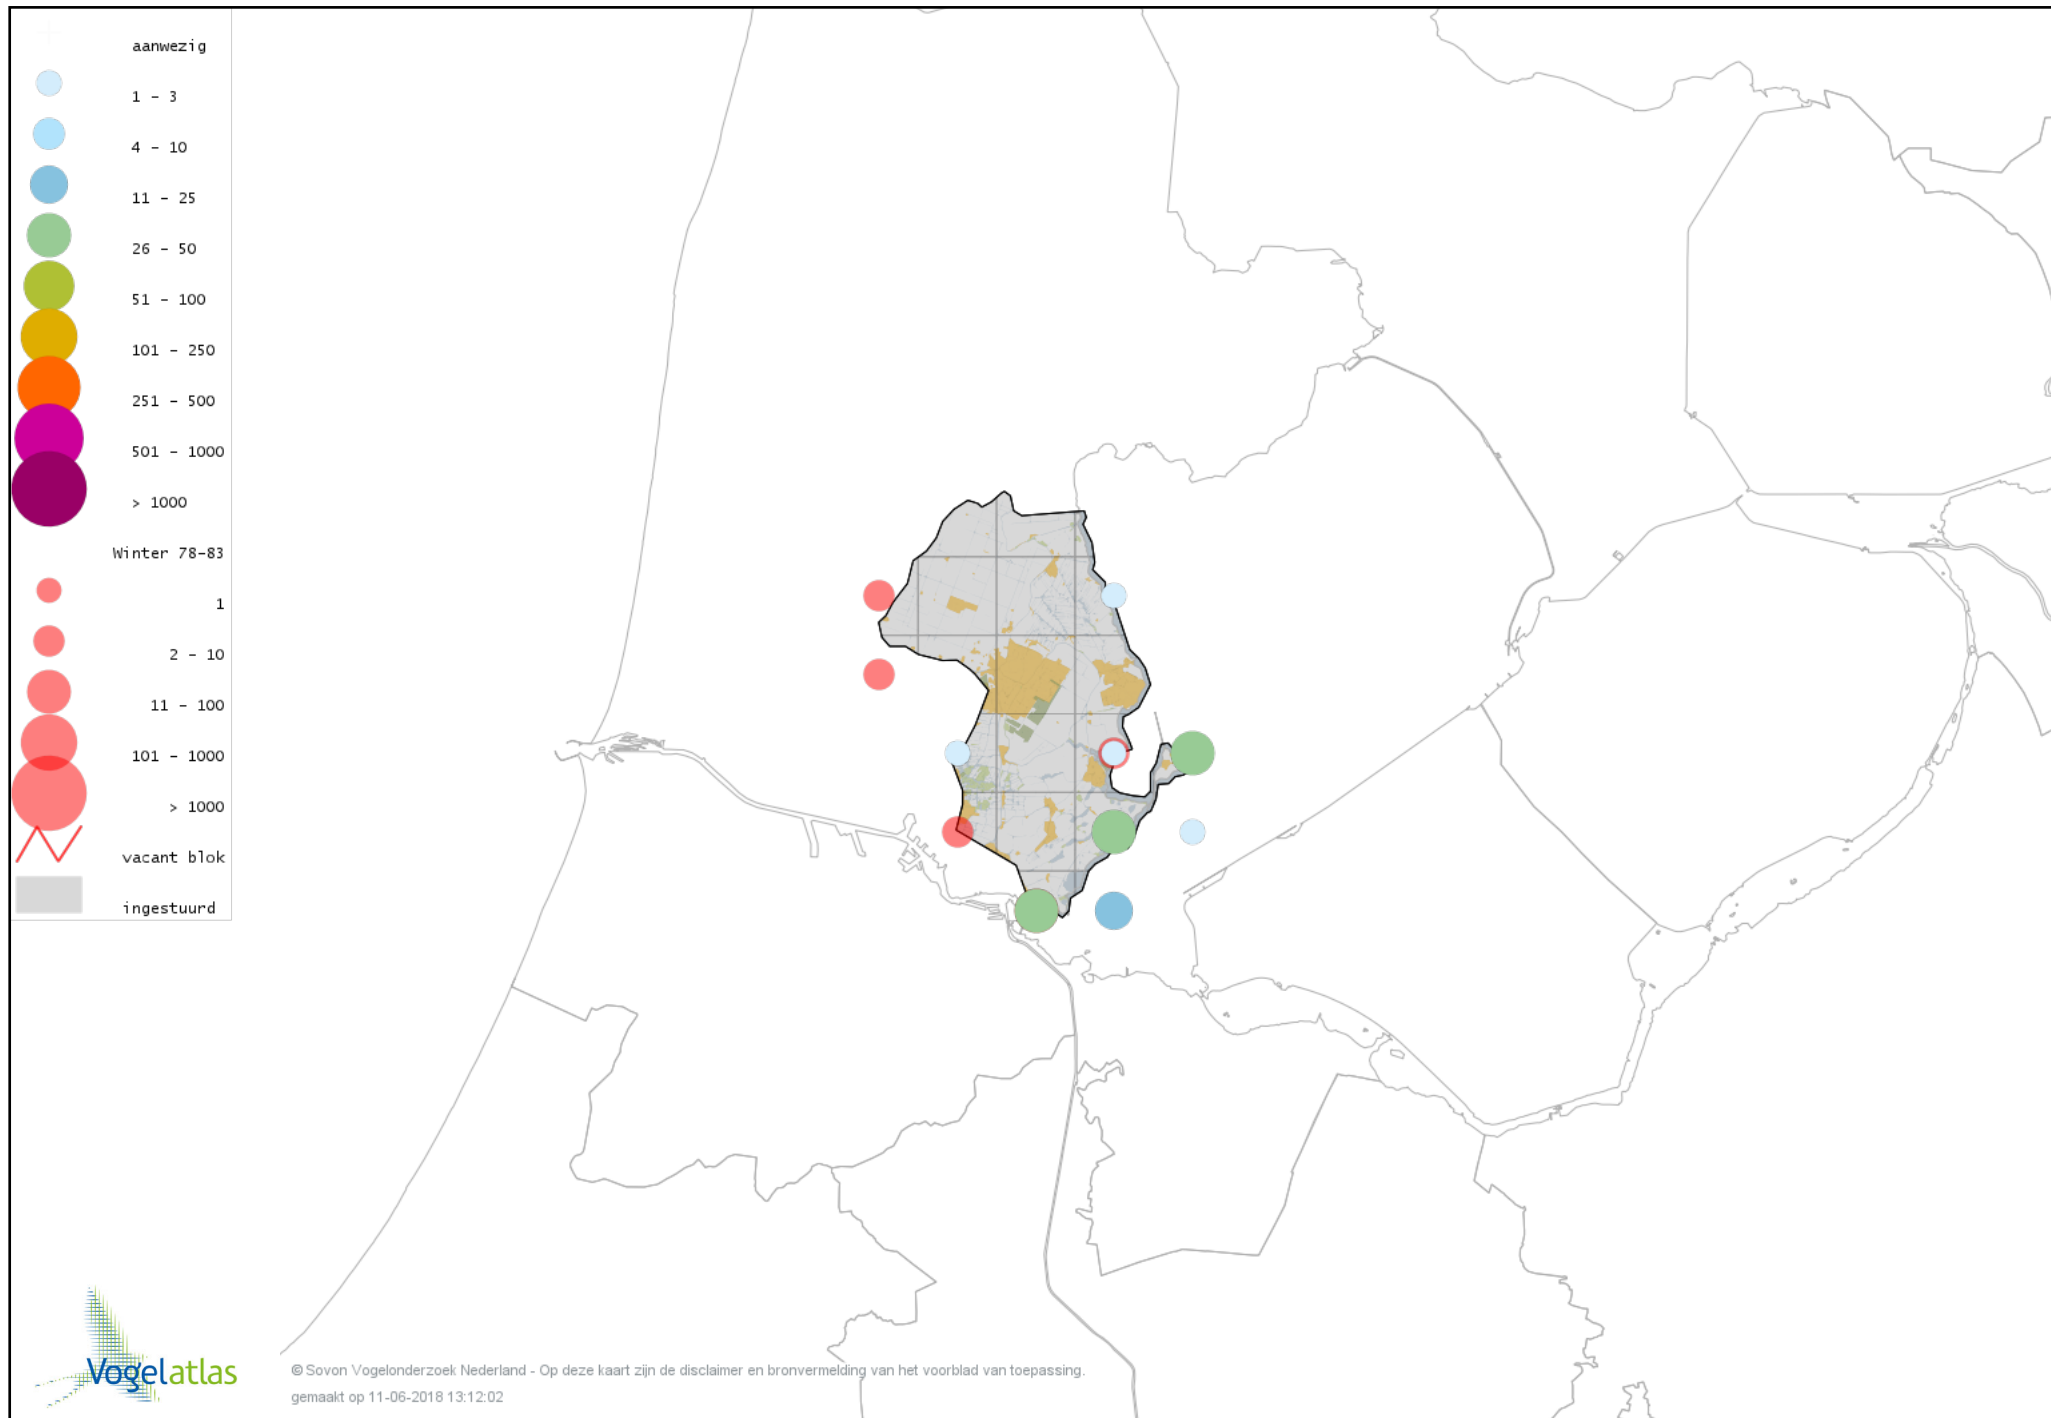 aanwezig
1 - 3
4 - 10
11 - 25
26 - 50
51 - 100
101 - 250
251 - 500
501 - 1000
> 1000
Winter 78-83
1
2 - 10
11 - 100
101 - 1000
> 1000
vacant blok
ingestuurd
Vogelatlas
© Sovon Vogelonderzoek Nederland - Op deze kaart zijn de disclaimer en bronvermelding van het voorblad van toepassing.
gemaakt op 11-06-2018 13:12:02